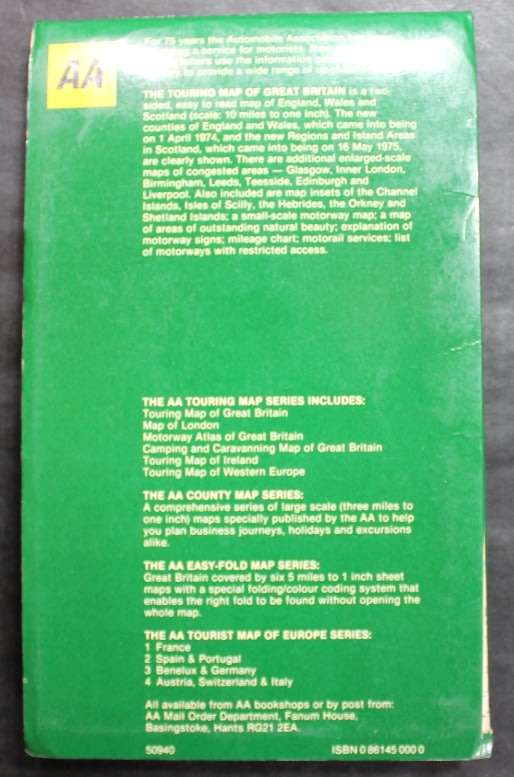 AA
For 75 years the Automobile Association
a service for motorists.
use the information
to provide a wide range of
THE TOURING MAP OF GREAT BRITAIN is a two-
sided, easy to read map of England, Wales and
Scotland (scale: 10 miles to one inch). The new
counties of England and Wales, which came into being
on 1 April 1974, and the new Regions and Island Areas
in Scotland, which came into being on 16 May 1975,
are clearly shown. There are additional enlarged-scale
maps of congested areas — Glasgow, Inner London,
Birmingham, Leeds, Teesside, Edinburgh and
Liverpool. Also included are map insets of the Channel
Islands, Isles of Scilly, the Hebrides, the Orkney and
Shetland Islands; a small-scale motorway map; a map
of areas of outstanding natural beauty; explanation of
motorway signs; mileage chart; motorail services; list
of motorways with restricted access.
THE AA TOURING MAP SERIES INCLUDES:
Touring Map of Great Britain
Map of London
Motorway Atlas of Great Britain
Camping and Caravanning Map of Great Britain
Touring Map of Ireland
Touring Map of Western Europe
THE AA COUNTY MAP SERIES:
A comprehensive series of large scale (three miles to
one inch) maps specially published by the AA to help
you plan business journeys, holidays and excursions
alike.
THE AA EASY-FOLD MAP SERIES:
Great Britain covered by six 5 miles to 1 inch sheet
maps with a special folding/colour coding system that
enables the right fold to be found without opening the
whole map.
THE AA TOURIST MAP OF EUROPE SERIES:
1 France
2 Spain & Portugal
3 Benelux & Germany
4 Austria, Switzerland & Italy
All available from AA bookshops or by post from:
AA Mail Order Department, Fanum House,
Basingstoke, Hants RG21 2EA.
50940 ISBN 0 86145 000 0